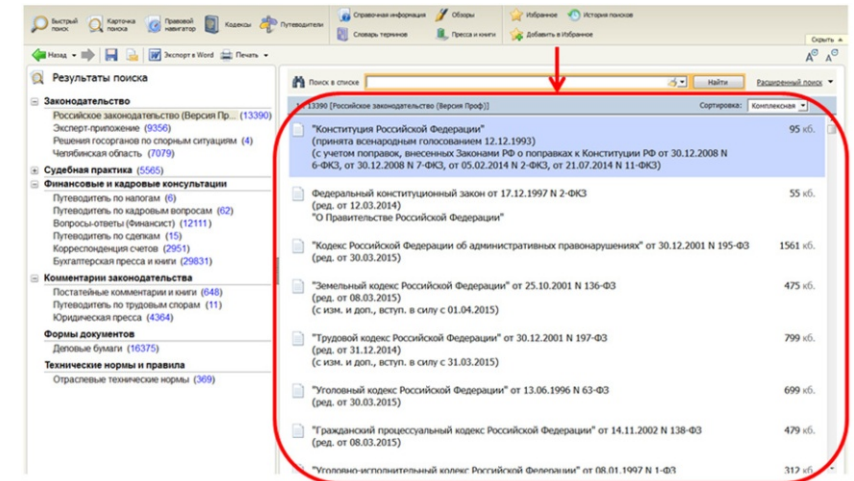 Быстрый поиск
Карточка поиска
Правовой навигатор
Кодексы
Путеводители
Справочная информация
Словарь терминов
Обзоры
Пресса и книги
Избранное
Добавить в Избранное
История поисков
Скрыть
Назад
Экспорт в Word
Печать
Результаты поиска
Законодательство
Российское законодательство (Версия Пр... (13390)
Эксперт-приложение (9356)
Решения госорганов по спорным ситуациям (4)
Челябинская область (7079)
Судебная практика (5565)
Финансовые и кадровые консультации
Путеводитель по налогам (6)
Путеводитель по кадровым вопросам (62)
Вопросы-ответы (Финансист) (12111)
Путеводитель по сделкам (15)
Корреспонденция счетов (2951)
Бухгалтерская пресса и книги (29831)
Комментарии законодательства
Постатейные комментарии и книги (648)
Путеводитель по трудовым спорам (11)
Юридическая пресса (4364)
Формы документов
Деловые бумаги (16375)
Технические нормы и правила
Отраслевые технические нормы (369)
Поиск в списке
Найти
Расширенный поиск
13390 [Российское законодательство (Версия Проф)]
Сортировка: Комплексная
"Конституция Российской Федерации" 95 кб.
(принята всенародным голосованием 12.12.1993)
(с учетом поправок, внесенных Законами РФ о поправках к Конституции РФ от 30.12.2008 N
6-ФКЗ, от 30.12.2008 N 7-ФКЗ, от 05.02.2014 N 2-ФКЗ, от 21.07.2014 N 11-ФКЗ)
Федеральный конституционный закон от 17.12.1997 N 2-ФКЗ 55 кб.
(ред. от 12.03.2014)
"О Правительстве Российской Федерации"
"Кодекс Российской Федерации об административных правонарушениях" от 30.12.2001 N 195-ФЗ 1561 кб.
(ред. от 30.03.2015)
"Земельный кодекс Российской Федерации" от 25.10.2001 N 136-ФЗ 475 кб.
(ред. от 08.03.2015)
(с изм. и доп., вступ. в силу с 01.04.2015)
"Трудовой кодекс Российской Федерации" от 30.12.2001 N 197-ФЗ 799 кб.
(ред. от 31.12.2014)
(с изм. и доп., вступ. в силу с 31.03.2015)
"Уголовный кодекс Российской Федерации" от 13.06.1996 N 63-ФЗ 699 кб.
(ред. от 30.03.2015)
"Гражданский процессуальный кодекс Российской Федерации" от 14.11.2002 N 138-ФЗ 479 кб.
(ред. от 08.03.2015)
"Уголовно-исполнительный кодекс Российской Федерации" от 08.01.1997 N 1-ФЗ 312 кб.